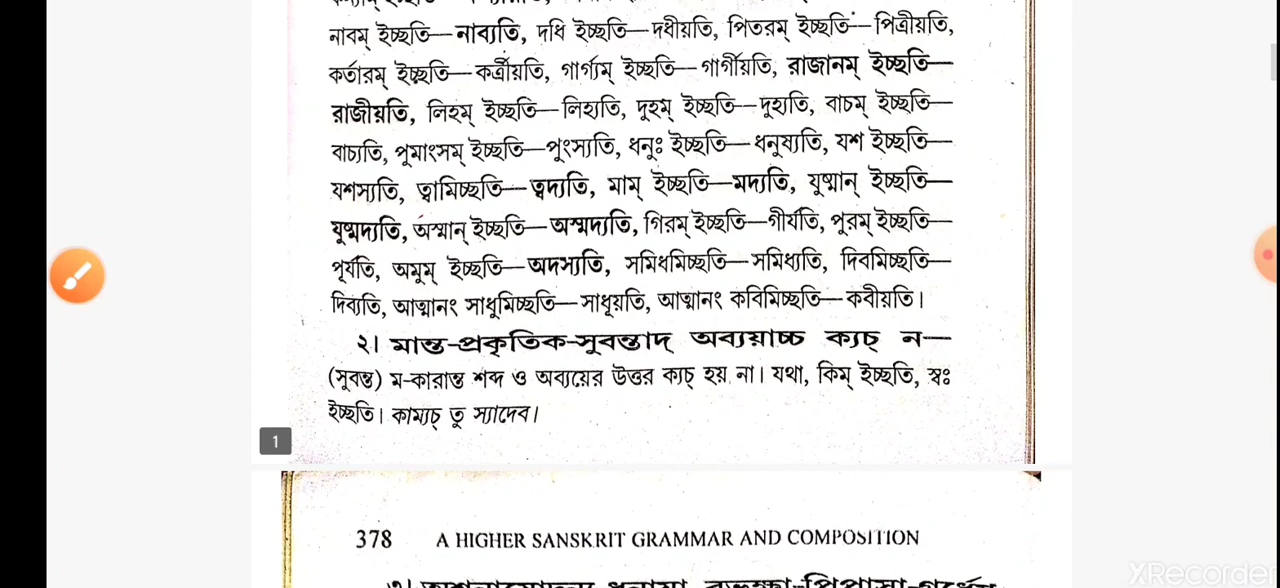 নাবম্ ইচ্ছতি—নাব্যতি, দধি ইচ্ছতি—দধীয়তি, পিতরম্ ইচ্ছতি—পিত্রীয়তি,
কর্তারম্ ইচ্ছতি—কর্ত্রীয়তি, গার্গ্যম্ ইচ্ছতি—গার্গীয়তি, রাজানম্ ইচ্ছতি—
রাজীয়তি, লিহম্ ইচ্ছতি—লিহ্যতি, দুহম্ ইচ্ছতি—দুহ্যতি, বাচম্ ইচ্ছতি—
বাচ্যতি, পুমাংসম্ ইচ্ছতি—পুংস্যতি, ধনুঃ ইচ্ছতি—ধনুষ্যতি, যশ ইচ্ছতি—
যশস্যতি, ত্বামিচ্ছতি—ত্বদ্যতি, মাম্ ইচ্ছতি—মদ্যতি, যুষ্মান্ ইচ্ছতি—
যুষ্মদ্যতি, অস্মান্ ইচ্ছতি—অস্মদ্যতি, গিরম্ ইচ্ছতি—গীর্যতি, পুরম্ ইচ্ছতি—
পূর্যতি, অমুম্ ইচ্ছতি—অদস্যতি, সমিধমিচ্ছতি—সমিধ্যতি, দিবমিচ্ছতি—
দিব্যতি, আত্মানং সাধুমিচ্ছতি—সাধূয়তি, আত্মানং কবিমিচ্ছতি—কবীয়তি।
২। মান্ত-প্রকৃতিক-সুবন্তাদ্ অব্যয়াচ্চ ক্যচ্ ন—
(সুবন্ত) ম-কারান্ত শব্দ ও অব্যয়ের উত্তর ক্যচ্ হয় না। যথা, কিম্ ইচ্ছতি, স্বঃ
ইচ্ছতি। কাম্যচ্ তু স্যাদেব।
1
378 A HIGHER SANSKRIT GRAMMAR AND COMPOSITION
XRecorder